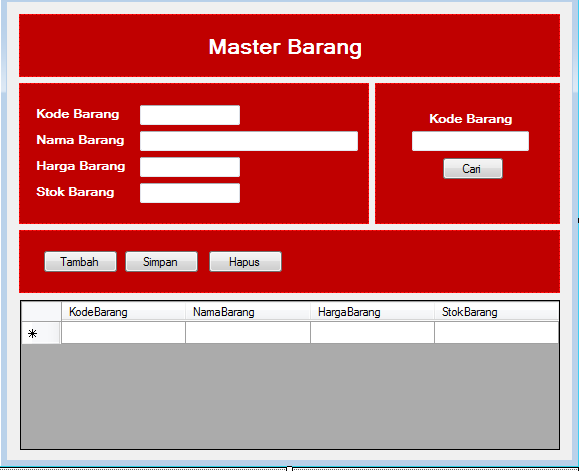 Master Barang
Kode Barang
Nama Barang
Harga Barang
Stok Barang
Kode Barang
Cari
Tambah Simpan Hapus
KodeBarang NamaBarang HargaBarang StokBarang